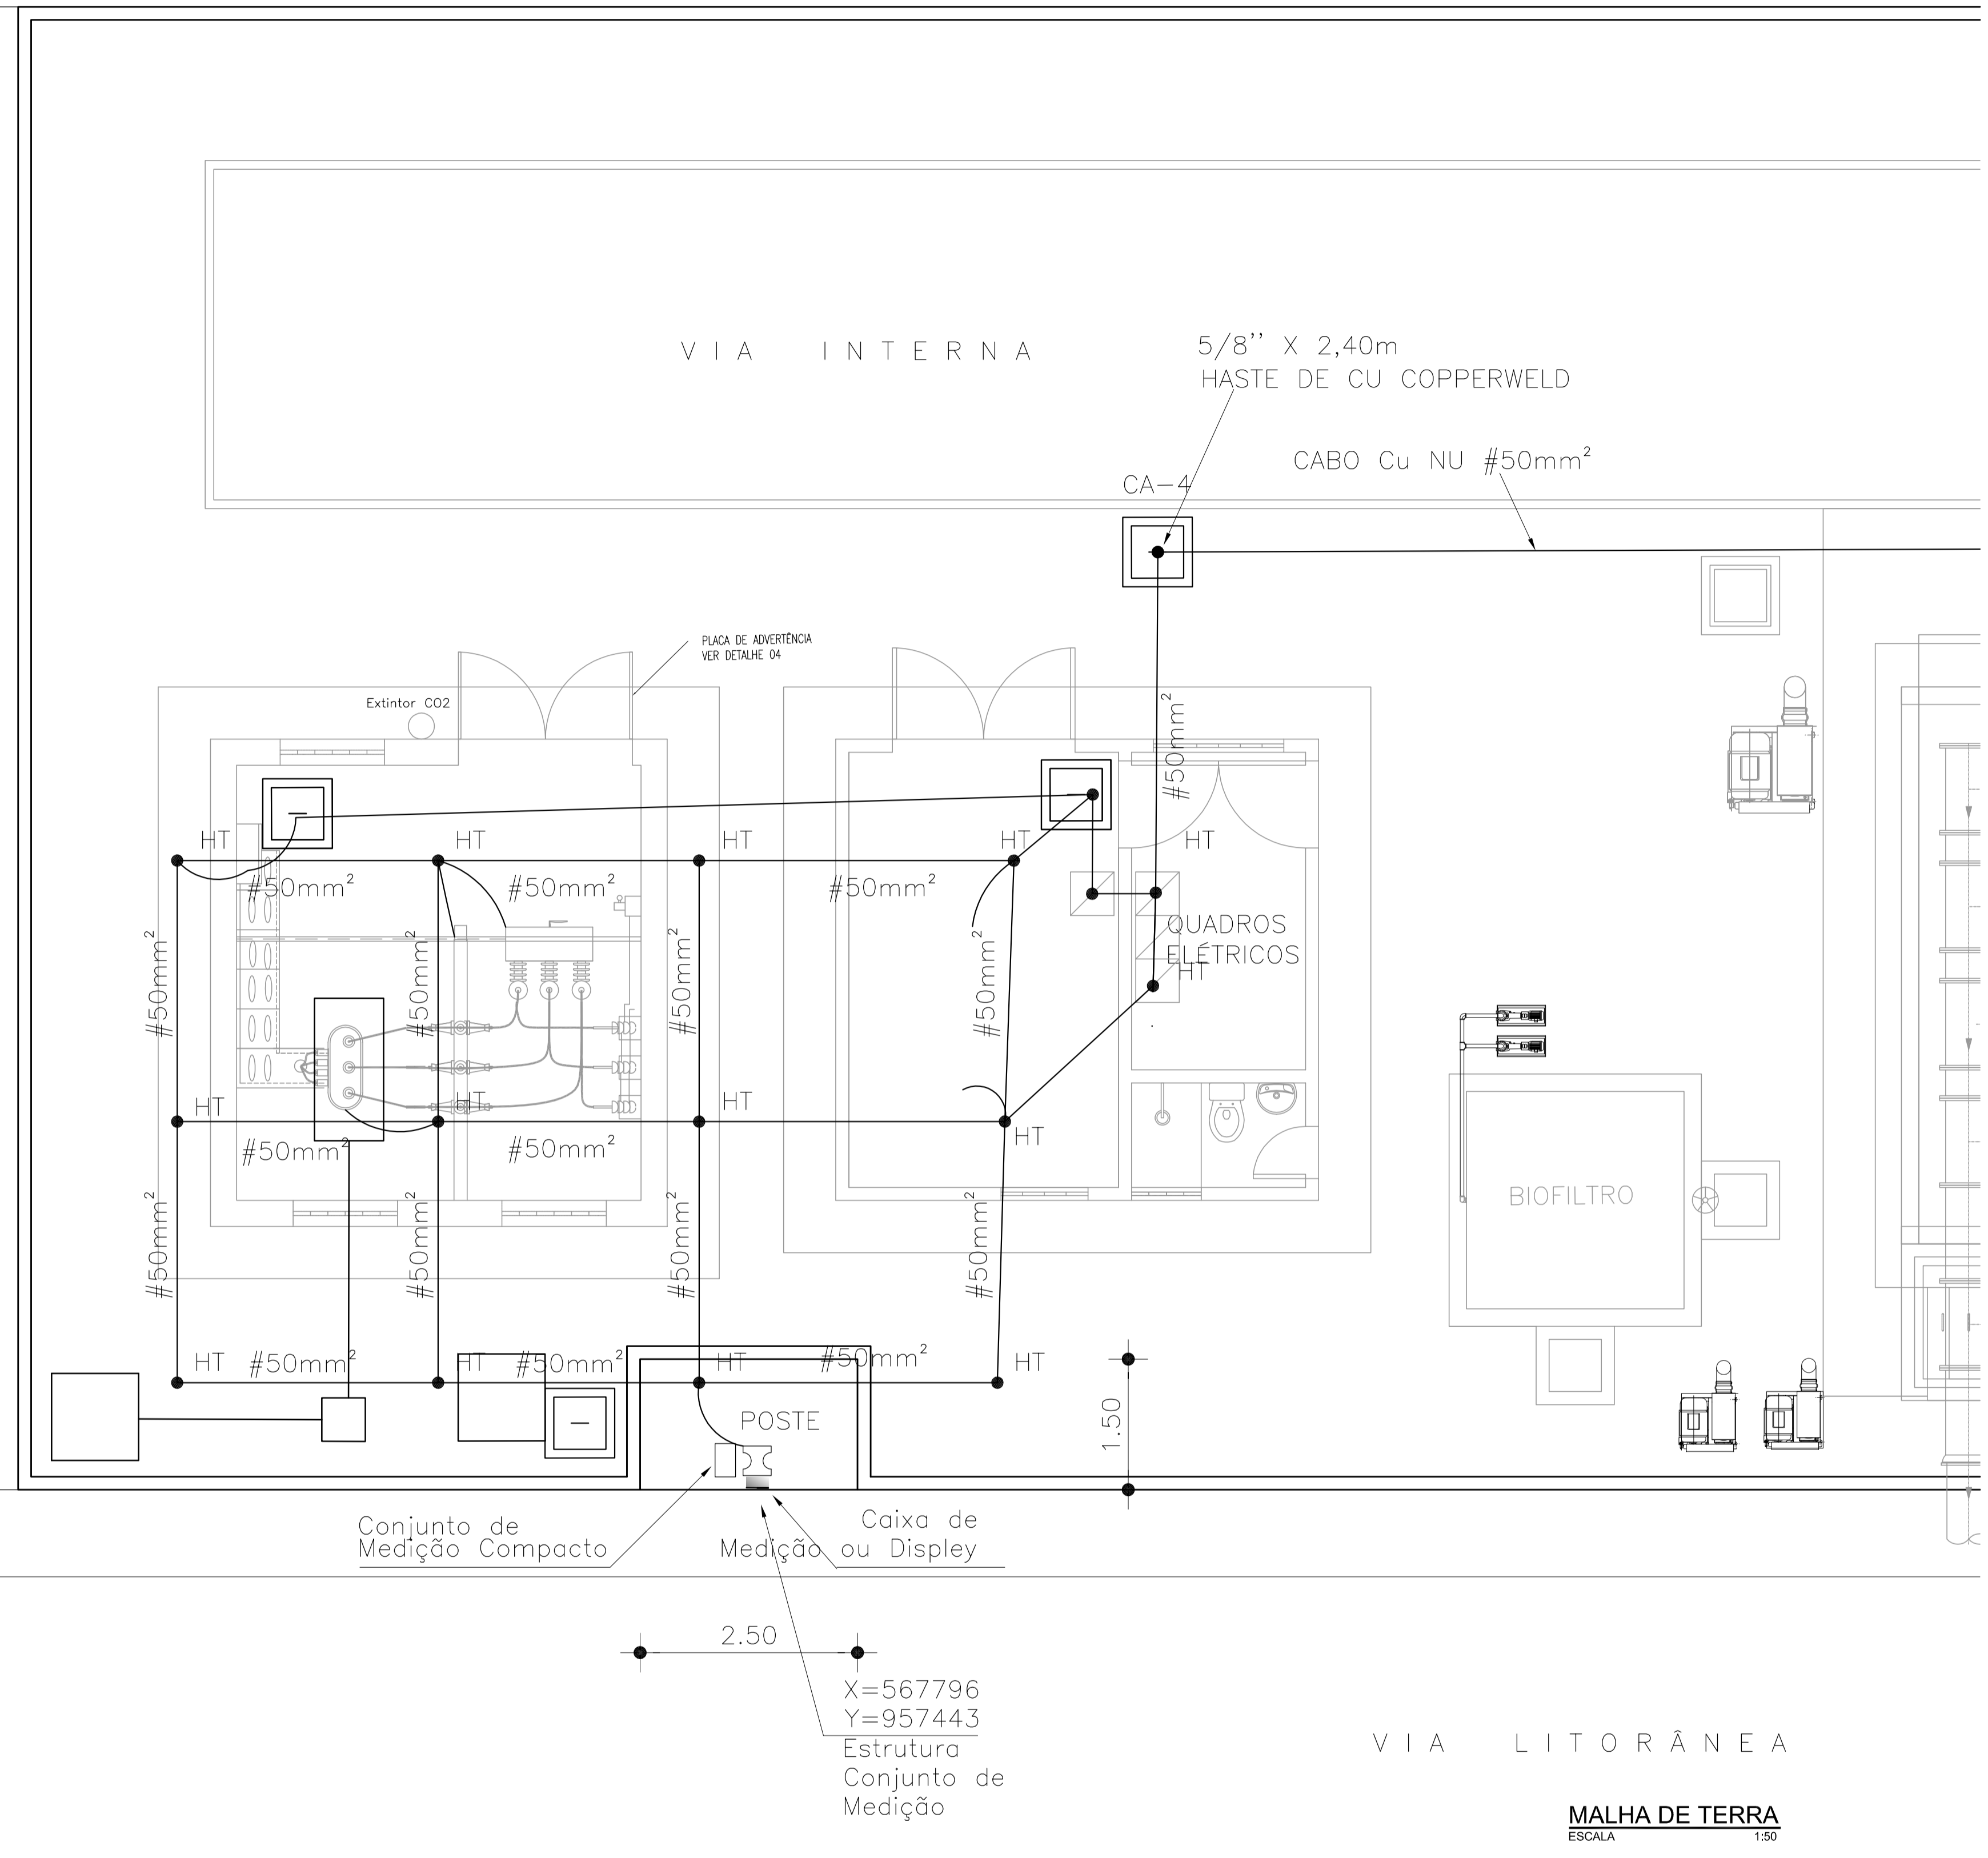 VIA INTERNA
5/8'' X 2,40m
HASTE DE CU COPPERWELD
CABO Cu NU #50mm²
CA-4
PLACA DE ADVERTÊNCIA
VER DETALHE 04
Extintor CO2
#50mm²
HT
HT
HT
HT
HT
#50mm²
#50mm²
#50mm²
QUADROS
ELÉTRICOS
HT
#50mm²
#50mm²
#50mm²
#50mm²
HT
HT
HT
HT
#50mm²
#50mm²
#50mm²
#50mm²
#50mm²
#50mm²
BIOFILTRO
HT
#50mm²
HT
#50mm²
HT
#50mm²
HT
POSTE
1.50
Conjunto de
Medição Compacto
Caixa de
Medição ou Displey
2.50
X=567796
Y=957443
Estrutura
Conjunto de
Medição
VIA LITORÂNEA
MALHA DE TERRA
ESCALA 1:50